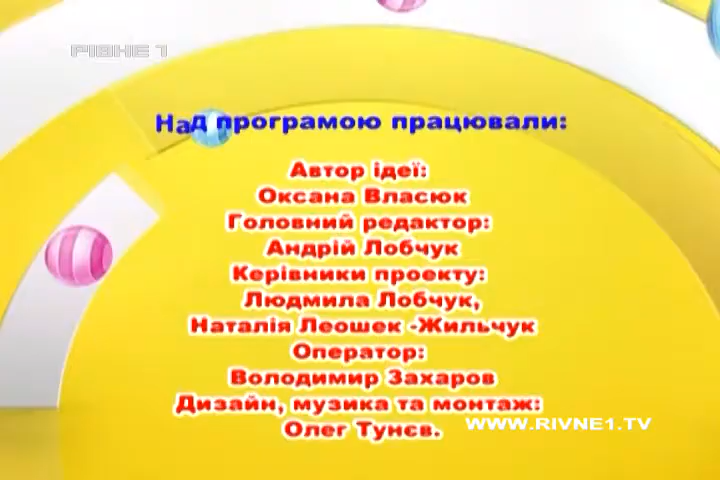 РІВНЕ 1
Над програмою працювали:
Автор ідеї:
Оксана Власюк
Головний редактор:
Андрій Лобчук
Керівники проекту:
Людмила Лобчук,
Наталія Леошек -Жильчук
Оператор:
Володимир Захаров
Дизайн, музика та монтаж:
Олег Тунєв.
WWW.RIVNE1.TV